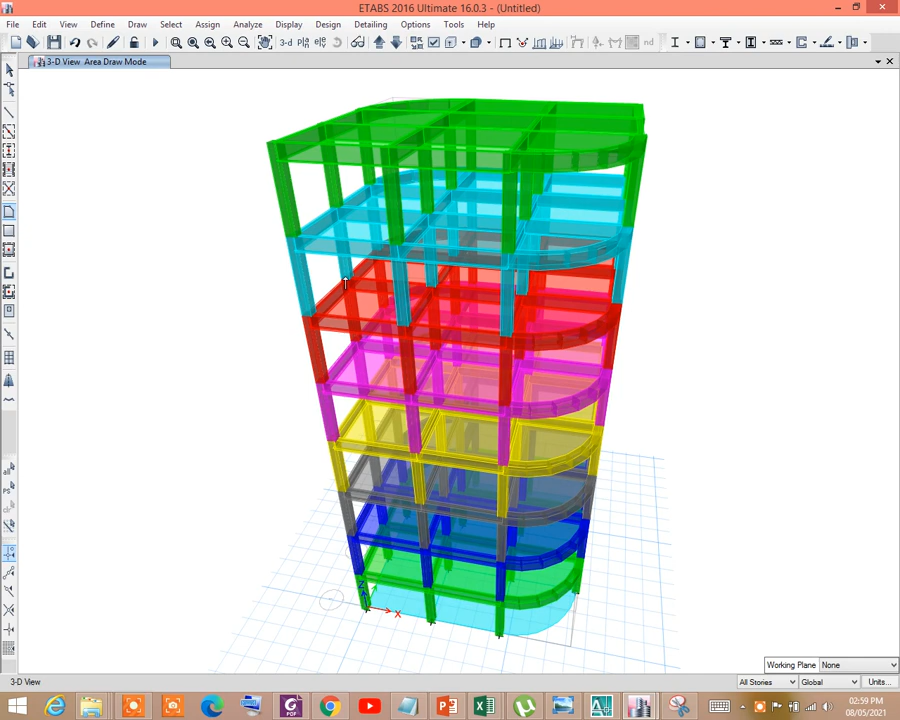 ETABS 2016 Ultimate 16.0.3 - (Untitled)
File Edit View Define Draw Select Assign Analyze Display Design Detailing Options Tools Help
3-d nd
3-D View Area Draw Mode
Z
X
Working Plane None
3-D View All Stories Global Units...
02:59 PM
08/05/2021